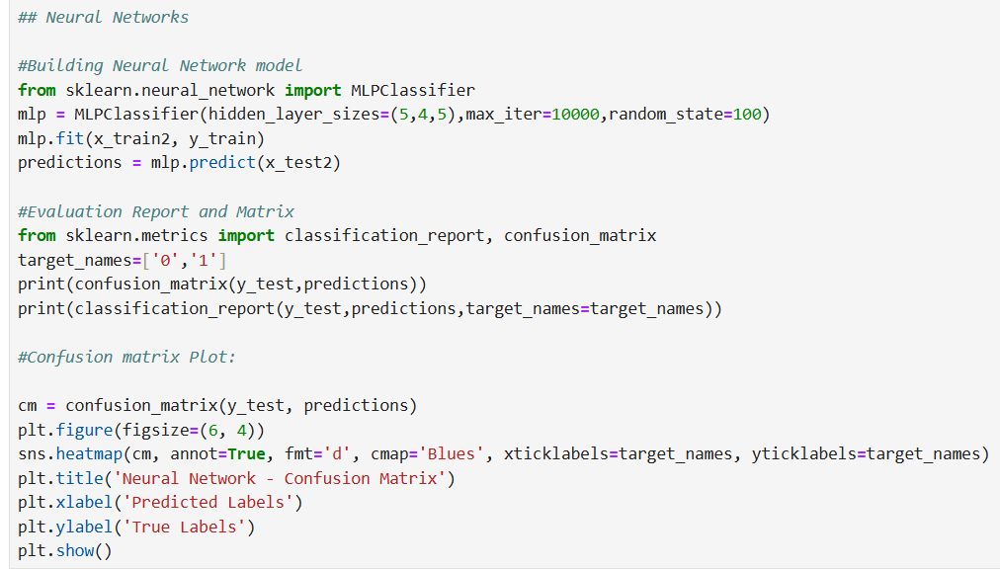 ## Neural Networks
#Building Neural Network model
from sklearn.neural_network import MLPClassifier
mlp = MLPClassifier(hidden_layer_sizes=(5,4,5),max_iter=10000,random_state=100)
mlp.fit(x_train2, y_train)
predictions = mlp.predict(x_test2)
#Evaluation Report and Matrix
from sklearn.metrics import classification_report, confusion_matrix
target_names=['0','1']
print(confusion_matrix(y_test,predictions))
print(classification_report(y_test,predictions,target_names=target_names))
#Confusion matrix Plot:
cm = confusion_matrix(y_test, predictions)
plt.figure(figsize=(6, 4))
sns.heatmap(cm, annot=True, fmt='d', cmap='Blues', xticklabels=target_names, yticklabels=target_names)
plt.title('Neural Network - Confusion Matrix')
plt.xlabel('Predicted Labels')
plt.ylabel('True Labels')
plt.show()